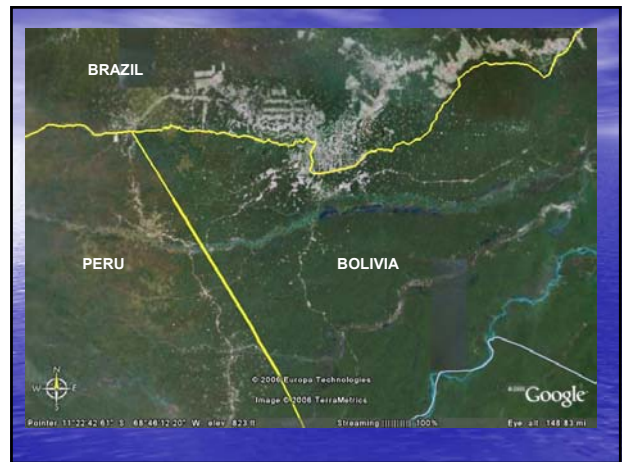 BRAZIL
PERU
BOLIVIA
N
W E
S
© 2006 Europa Technologies
Image © 2006 TerraMetrics
Google
Pointer 11°22'42.61" S 68°46'12.20" W elev 823 ft Streaming |||||||||| 100% Eye alt 148.83 mi